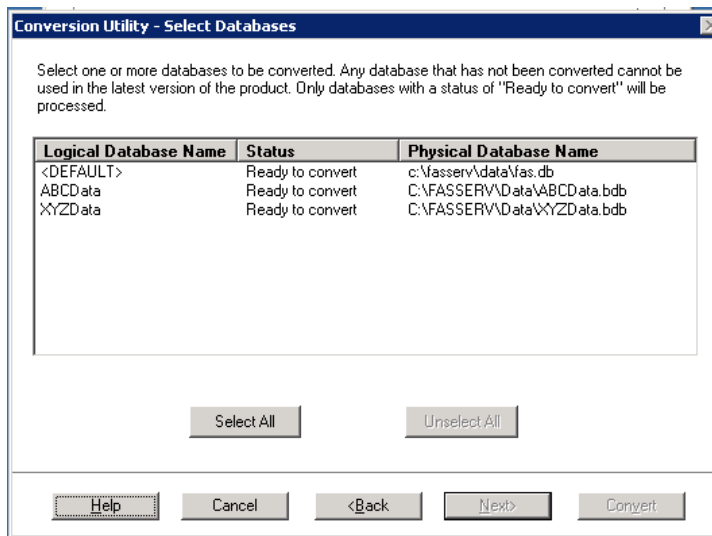 Conversion Utility - Select Databases
Select one or more databases to be converted. Any database that has not been converted cannot be
used in the latest version of the product. Only databases with a status of "Ready to convert" will be
processed.
Logical Database Name Status Physical Database Name
<DEFAULT> Ready to convert c:\fasserv\data\fas.db
ABCData Ready to convert C:\FASSERV\Data\ABCData.bdb
XYZData Ready to convert C:\FASSERV\Data\XYZData.bdb
Select All Unselect All
Help Cancel <Back Next> Convert